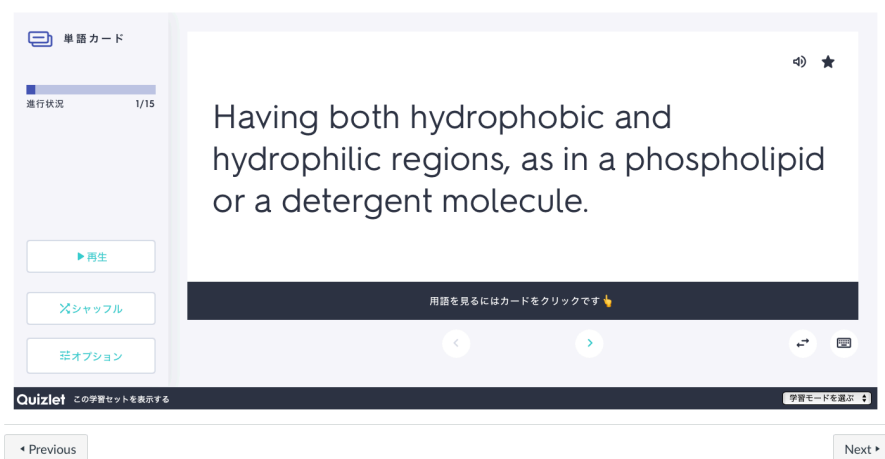 単語カード
進行状況 1/15
Having both hydrophobic and
hydrophilic regions, as in a phospholipid
or a detergent molecule.
再生
シャッフル
オプション
用語を見るにはカードをクリックです👆
Quizlet この学習セットを表示する
学習モードを選ぶ
Previous
Next